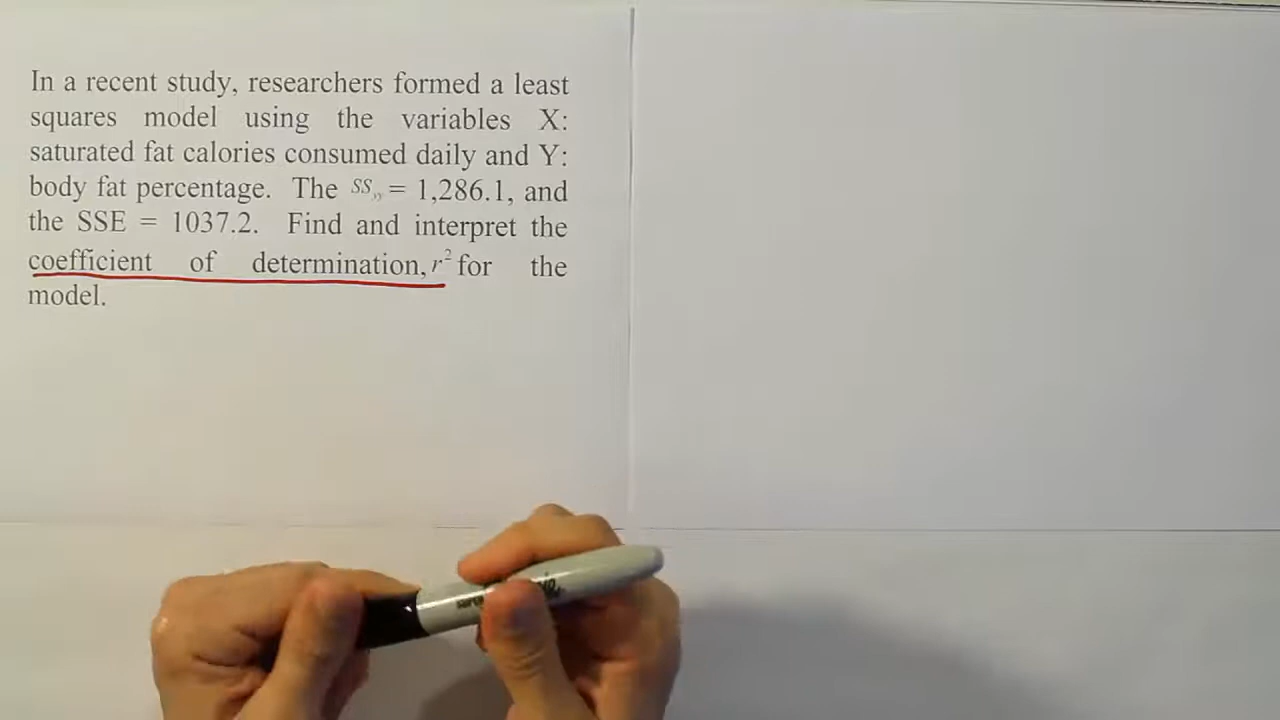 In a recent study, researchers formed a least
squares model using the variables X:
saturated fat calories consumed daily and Y:
body fat percentage. The SS = 1,286.1, and
the SSE = 1037.2. Find and interpret the
coefficient of determination, r² for the
model.